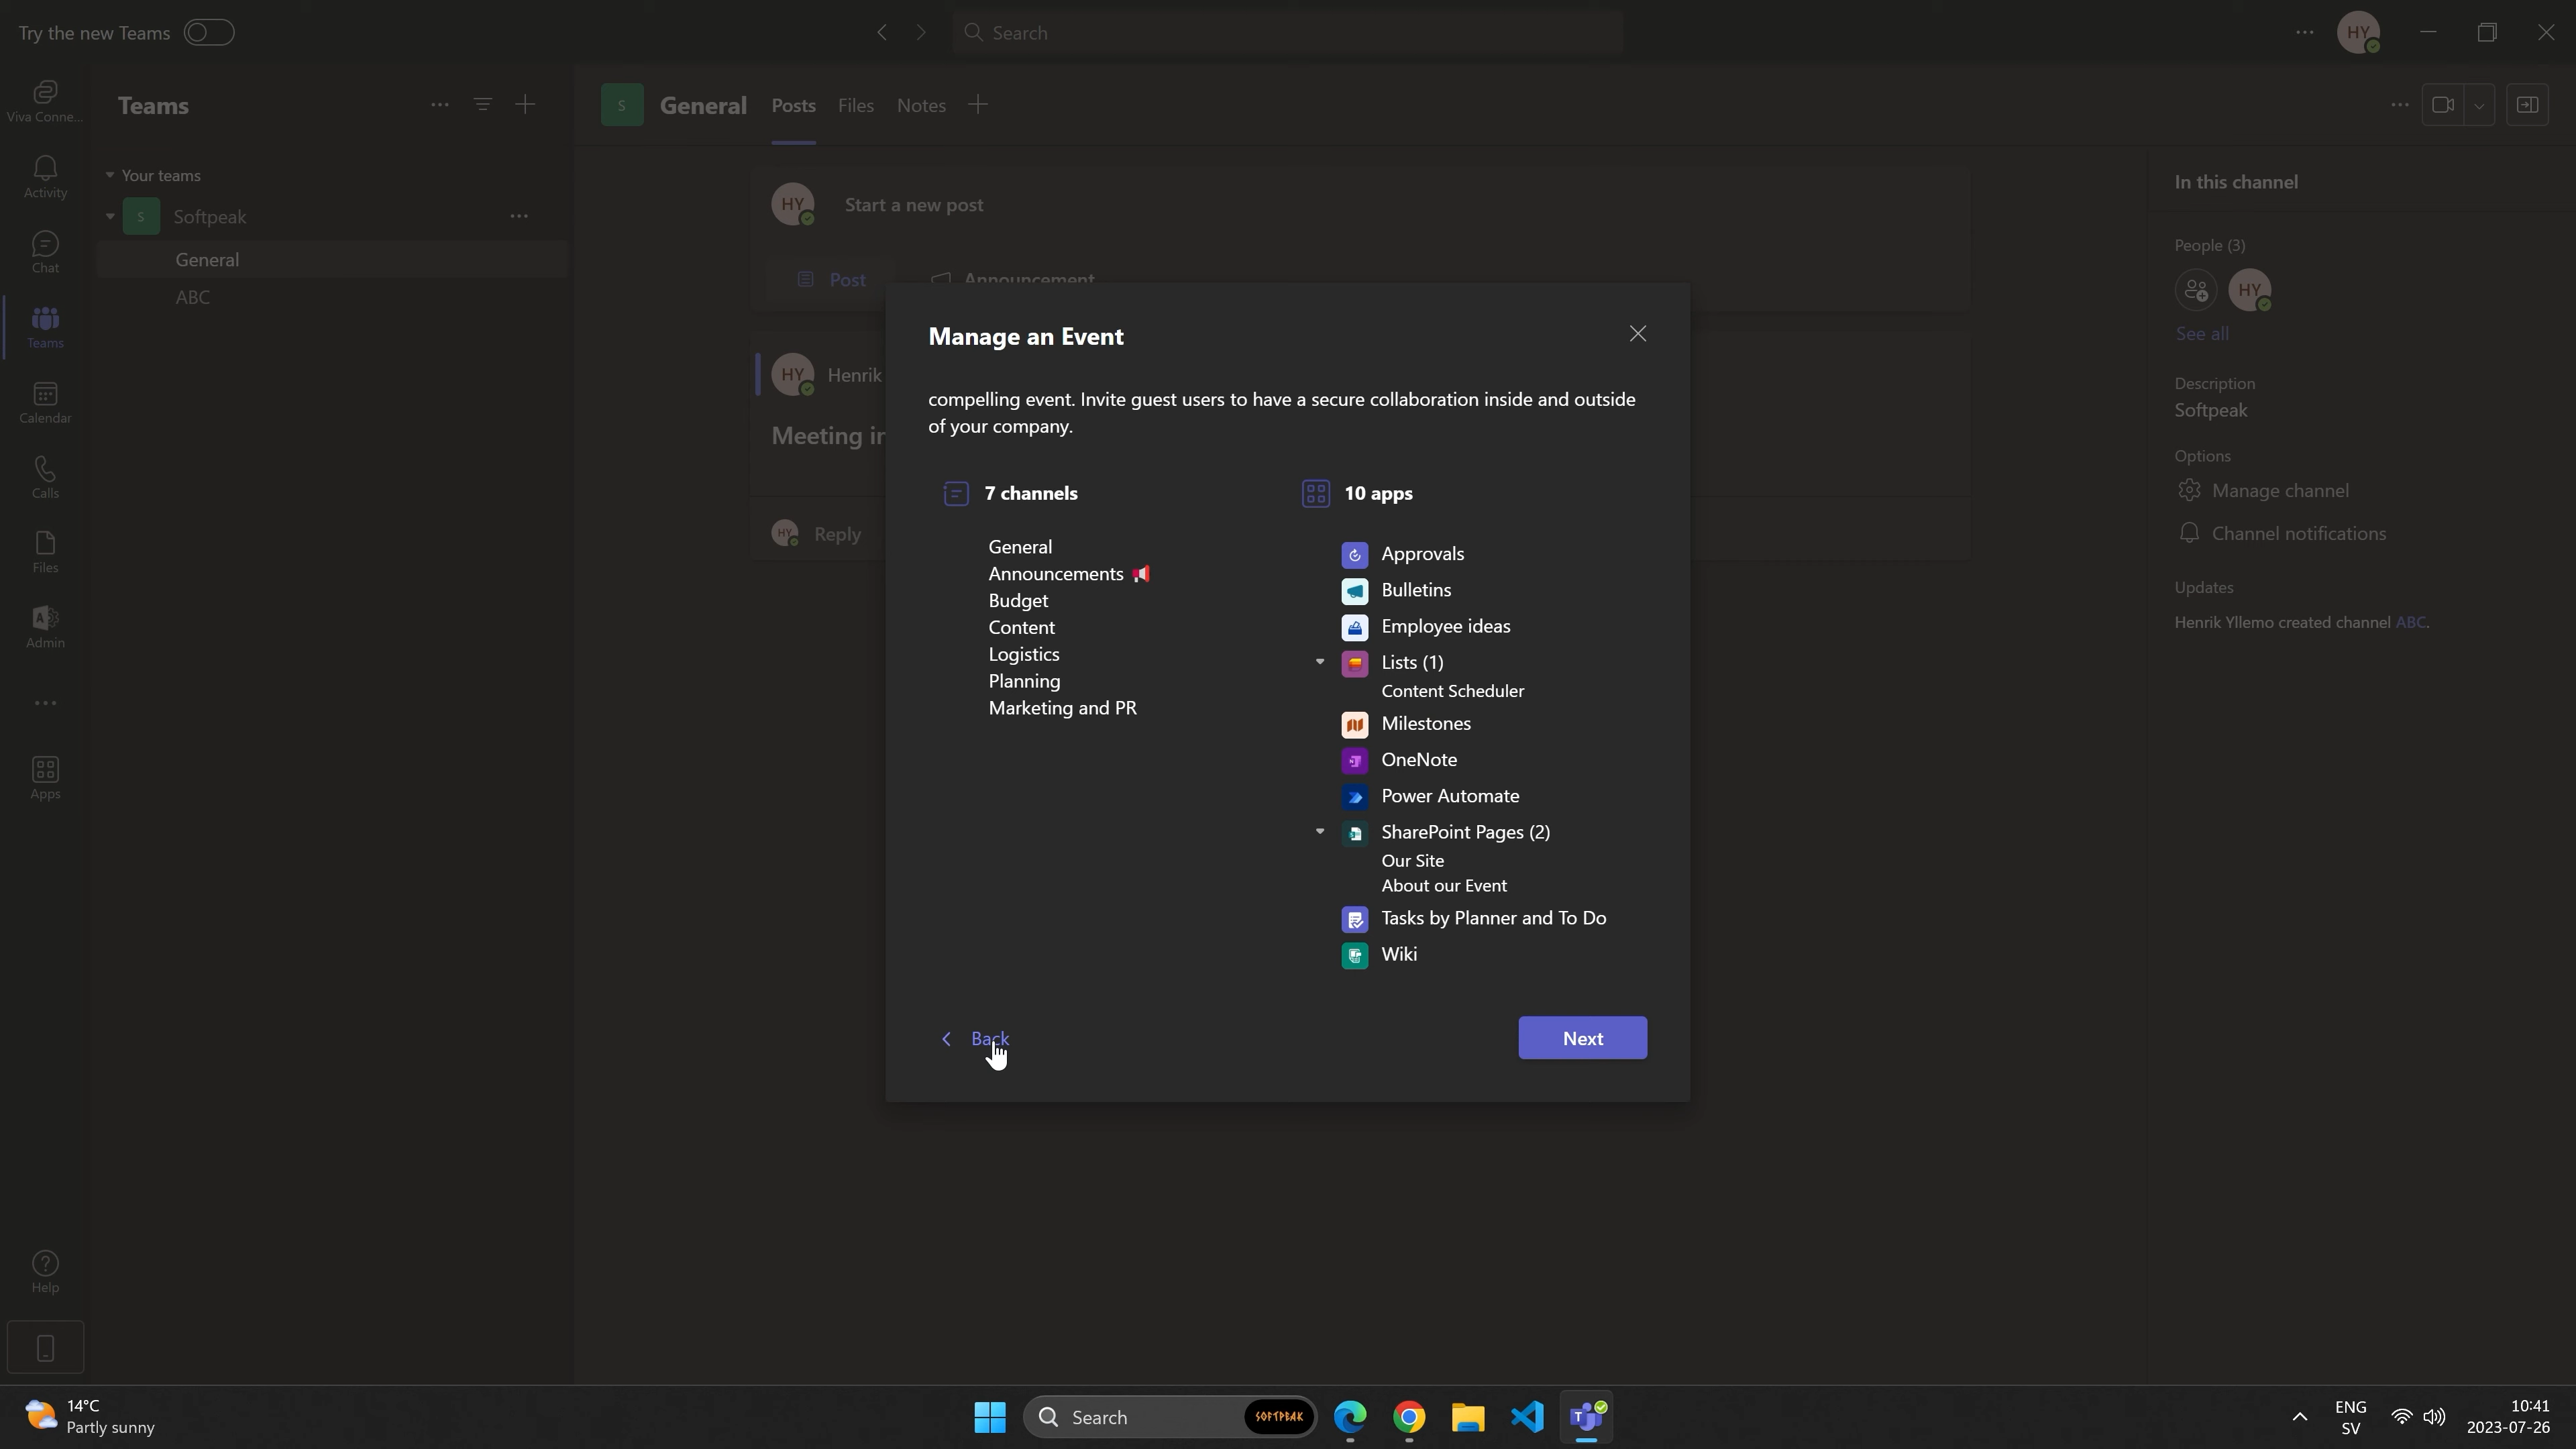 Try the new Teams
Search
HY
Viva Conne...
Activity
Chat
Teams
Calendar
Calls
Files
Admin
Apps
Help
Teams
Your teams
S
Softpeak
General
ABC
S
General
Posts
Files
Notes
HY
Start a new post
Post
Announcement
HY
Henrik
Meeting in
HY
Reply
Manage an Event
compelling event. Invite guest users to have a secure collaboration inside and outside
of your company.
7 channels
General
Announcements
Budget
Content
Logistics
Planning
Marketing and PR
10 apps
Approvals
Bulletins
Employee ideas
Lists (1)
Content Scheduler
Milestones
OneNote
Power Automate
SharePoint Pages (2)
Our Site
About our Event
Tasks by Planner and To Do
Wiki
Back
Next
In this channel
People (3)
HY
See all
Description
Softpeak
Options
Manage channel
Channel notifications
Updates
Henrik Yllemo created channel ABC.
14°C
Partly sunny
Search
SOFTPEAK
ENG
SV
10:41
2023-07-26